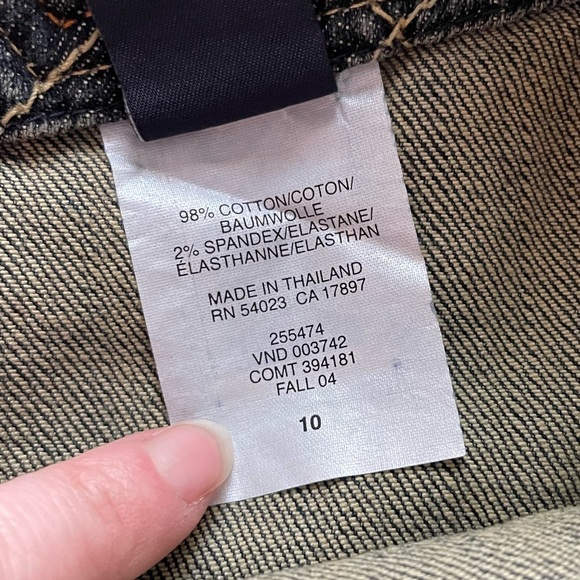 98% COTTON/COTON/
BAUMWOLLE
2% SPANDEX/ELASTANE/
ÉLASTHANNE/ELASTHAN
MADE IN THAILAND
RN 54023 CA 17897
255474
VND 003742
COMT 394181
FALL 04
10